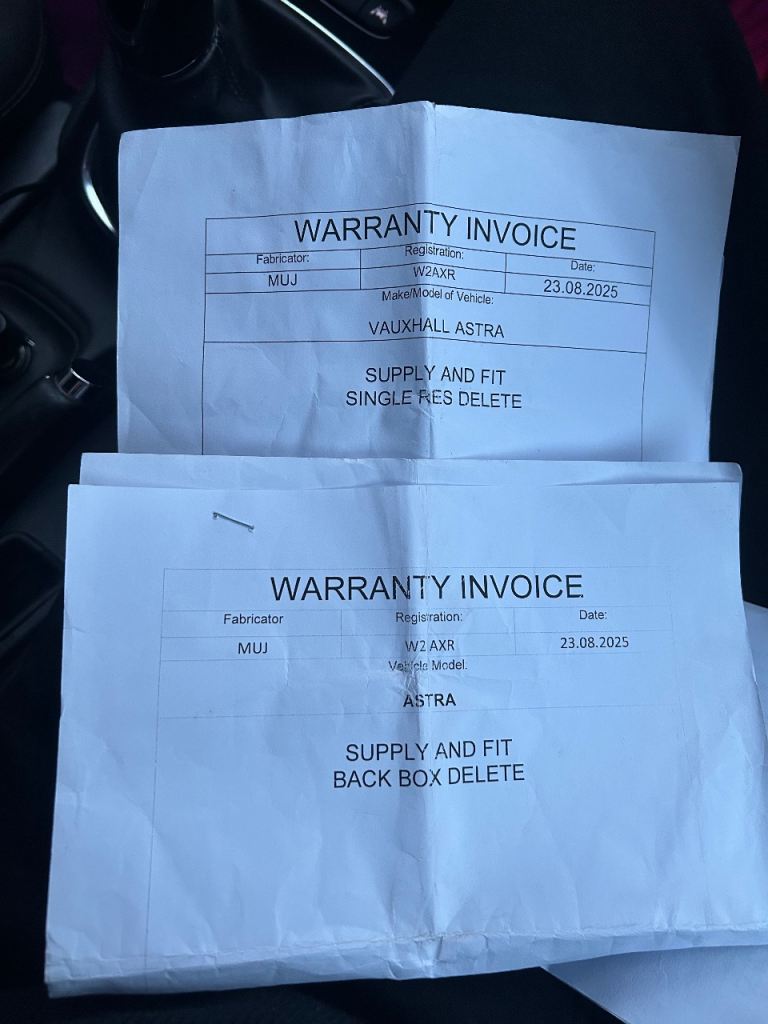 WARRANTY INVOICE
Fabricator: Registration: Date:
MUJ W2AXR 23.08.2025
Make/Model of Vehicle:
VAUXHALL ASTRA
SUPPLY AND FIT
SINGLE RES DELETE
WARRANTY INVOICE
Fabricator Registration: Date:
MUJ W2 AXR 23.08.2025
Vehicle Model.
ASTRA
SUPPLY AND FIT
BACK BOX DELETE